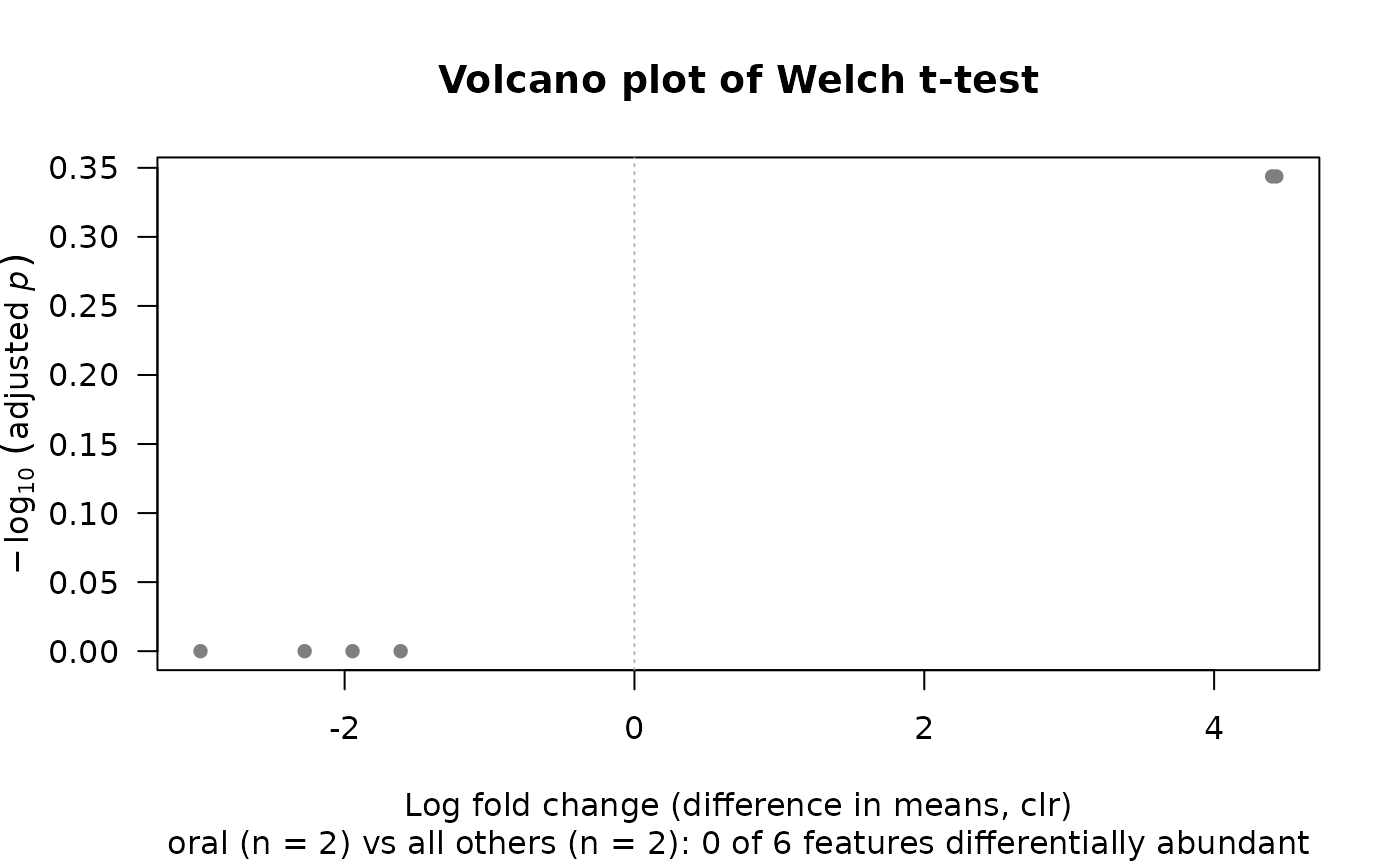 Volcano plot of Welch t-test
− log10 (adjusted p)
0.35
0.30
0.25
0.20
0.15
0.10
0.05
0.00
-2 0 2 4
Log fold change (difference in means, clr)
oral (n = 2) vs all others (n = 2): 0 of 6 features differentially abundant